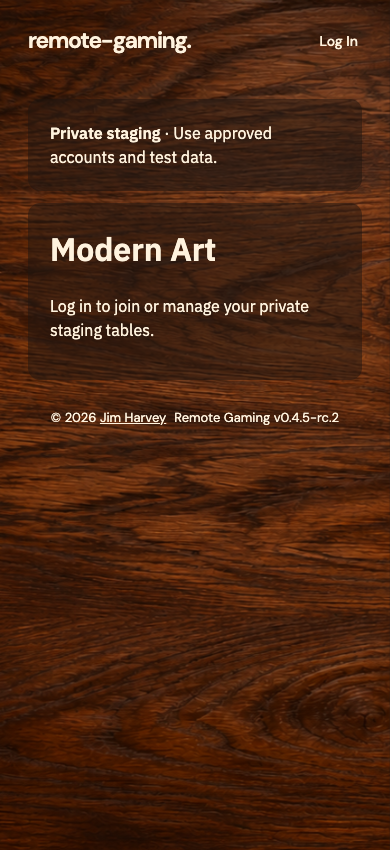 remote-gaming.
Log In
Private staging · Use approved
accounts and test data.
Modern Art
Log in to join or manage your private
staging tables.
© 2026 Jim Harvey Remote Gaming v0.4.5-rc.2